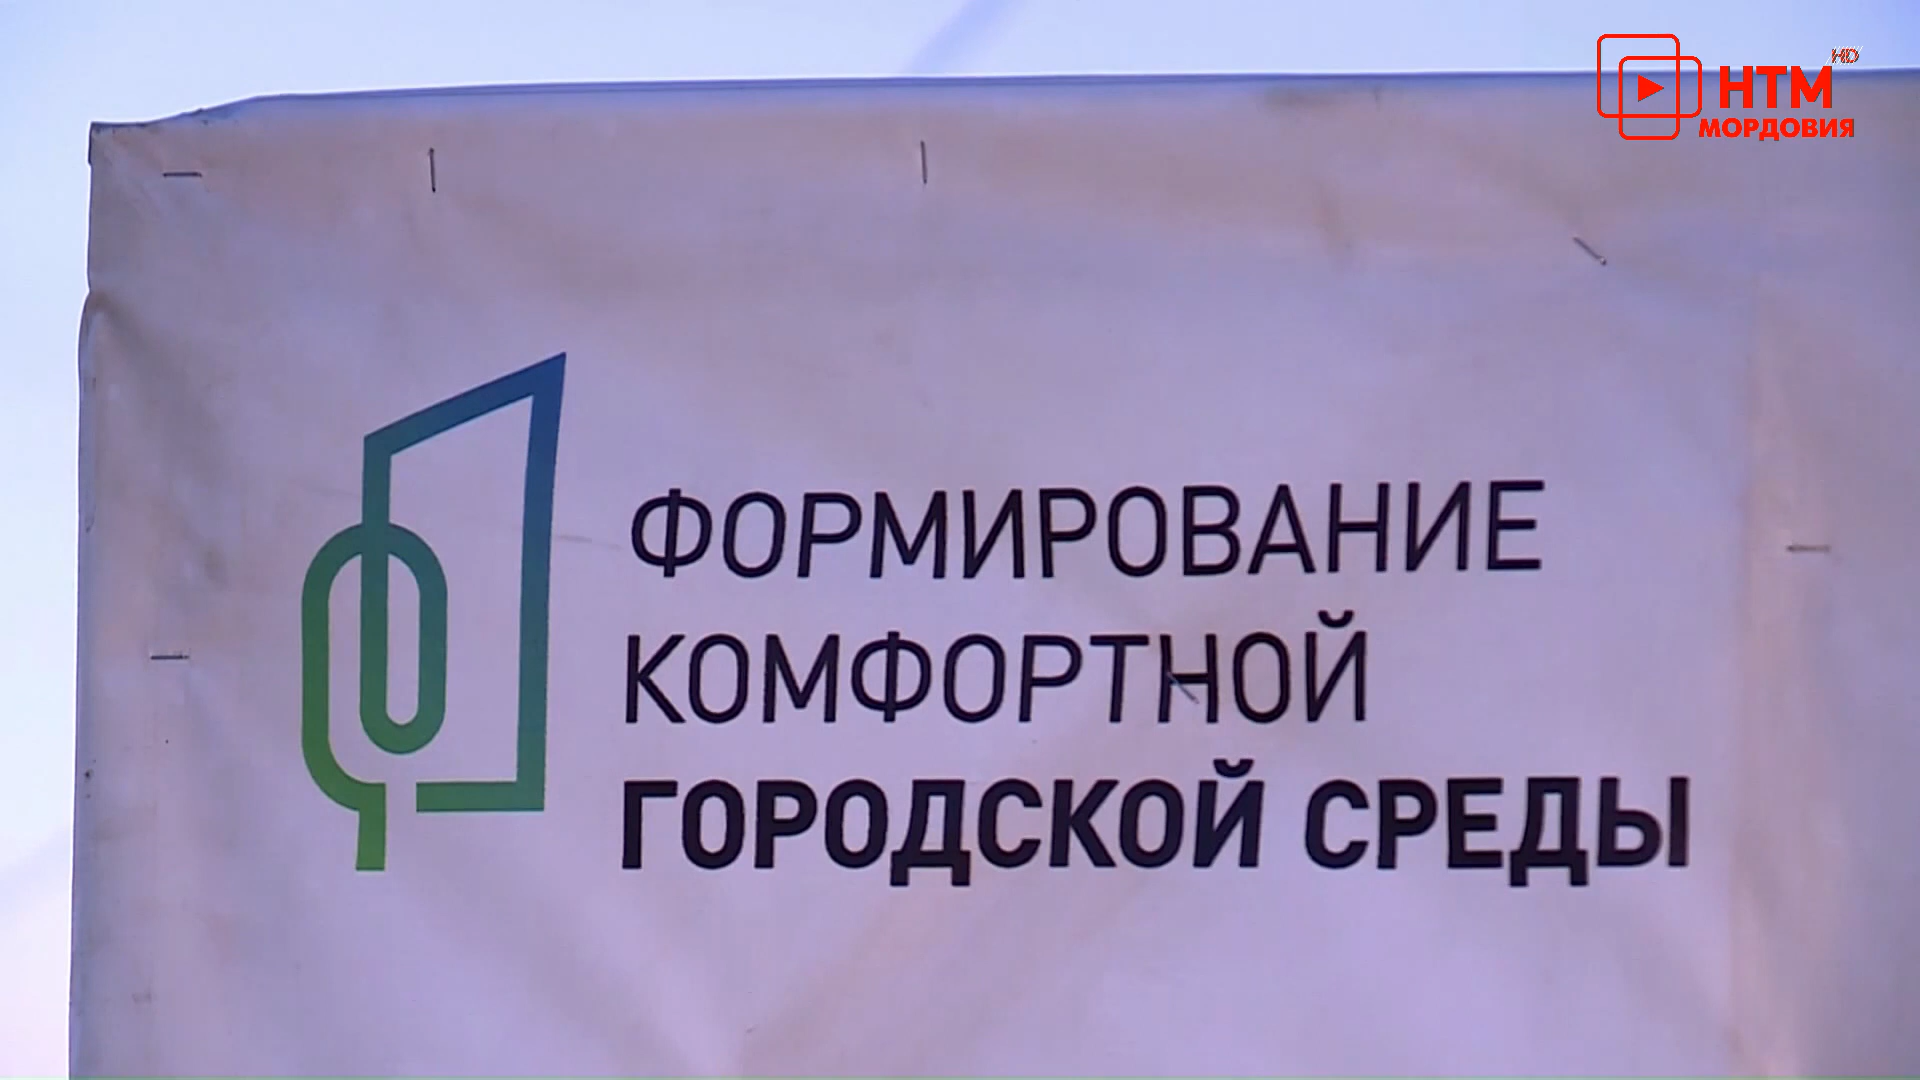 HD
НТМ
МОРДОВИЯ
ФОРМИРОВАНИЕ
КОМФОРТНОЙ
ГОРОДСКОЙ СРЕДЫ